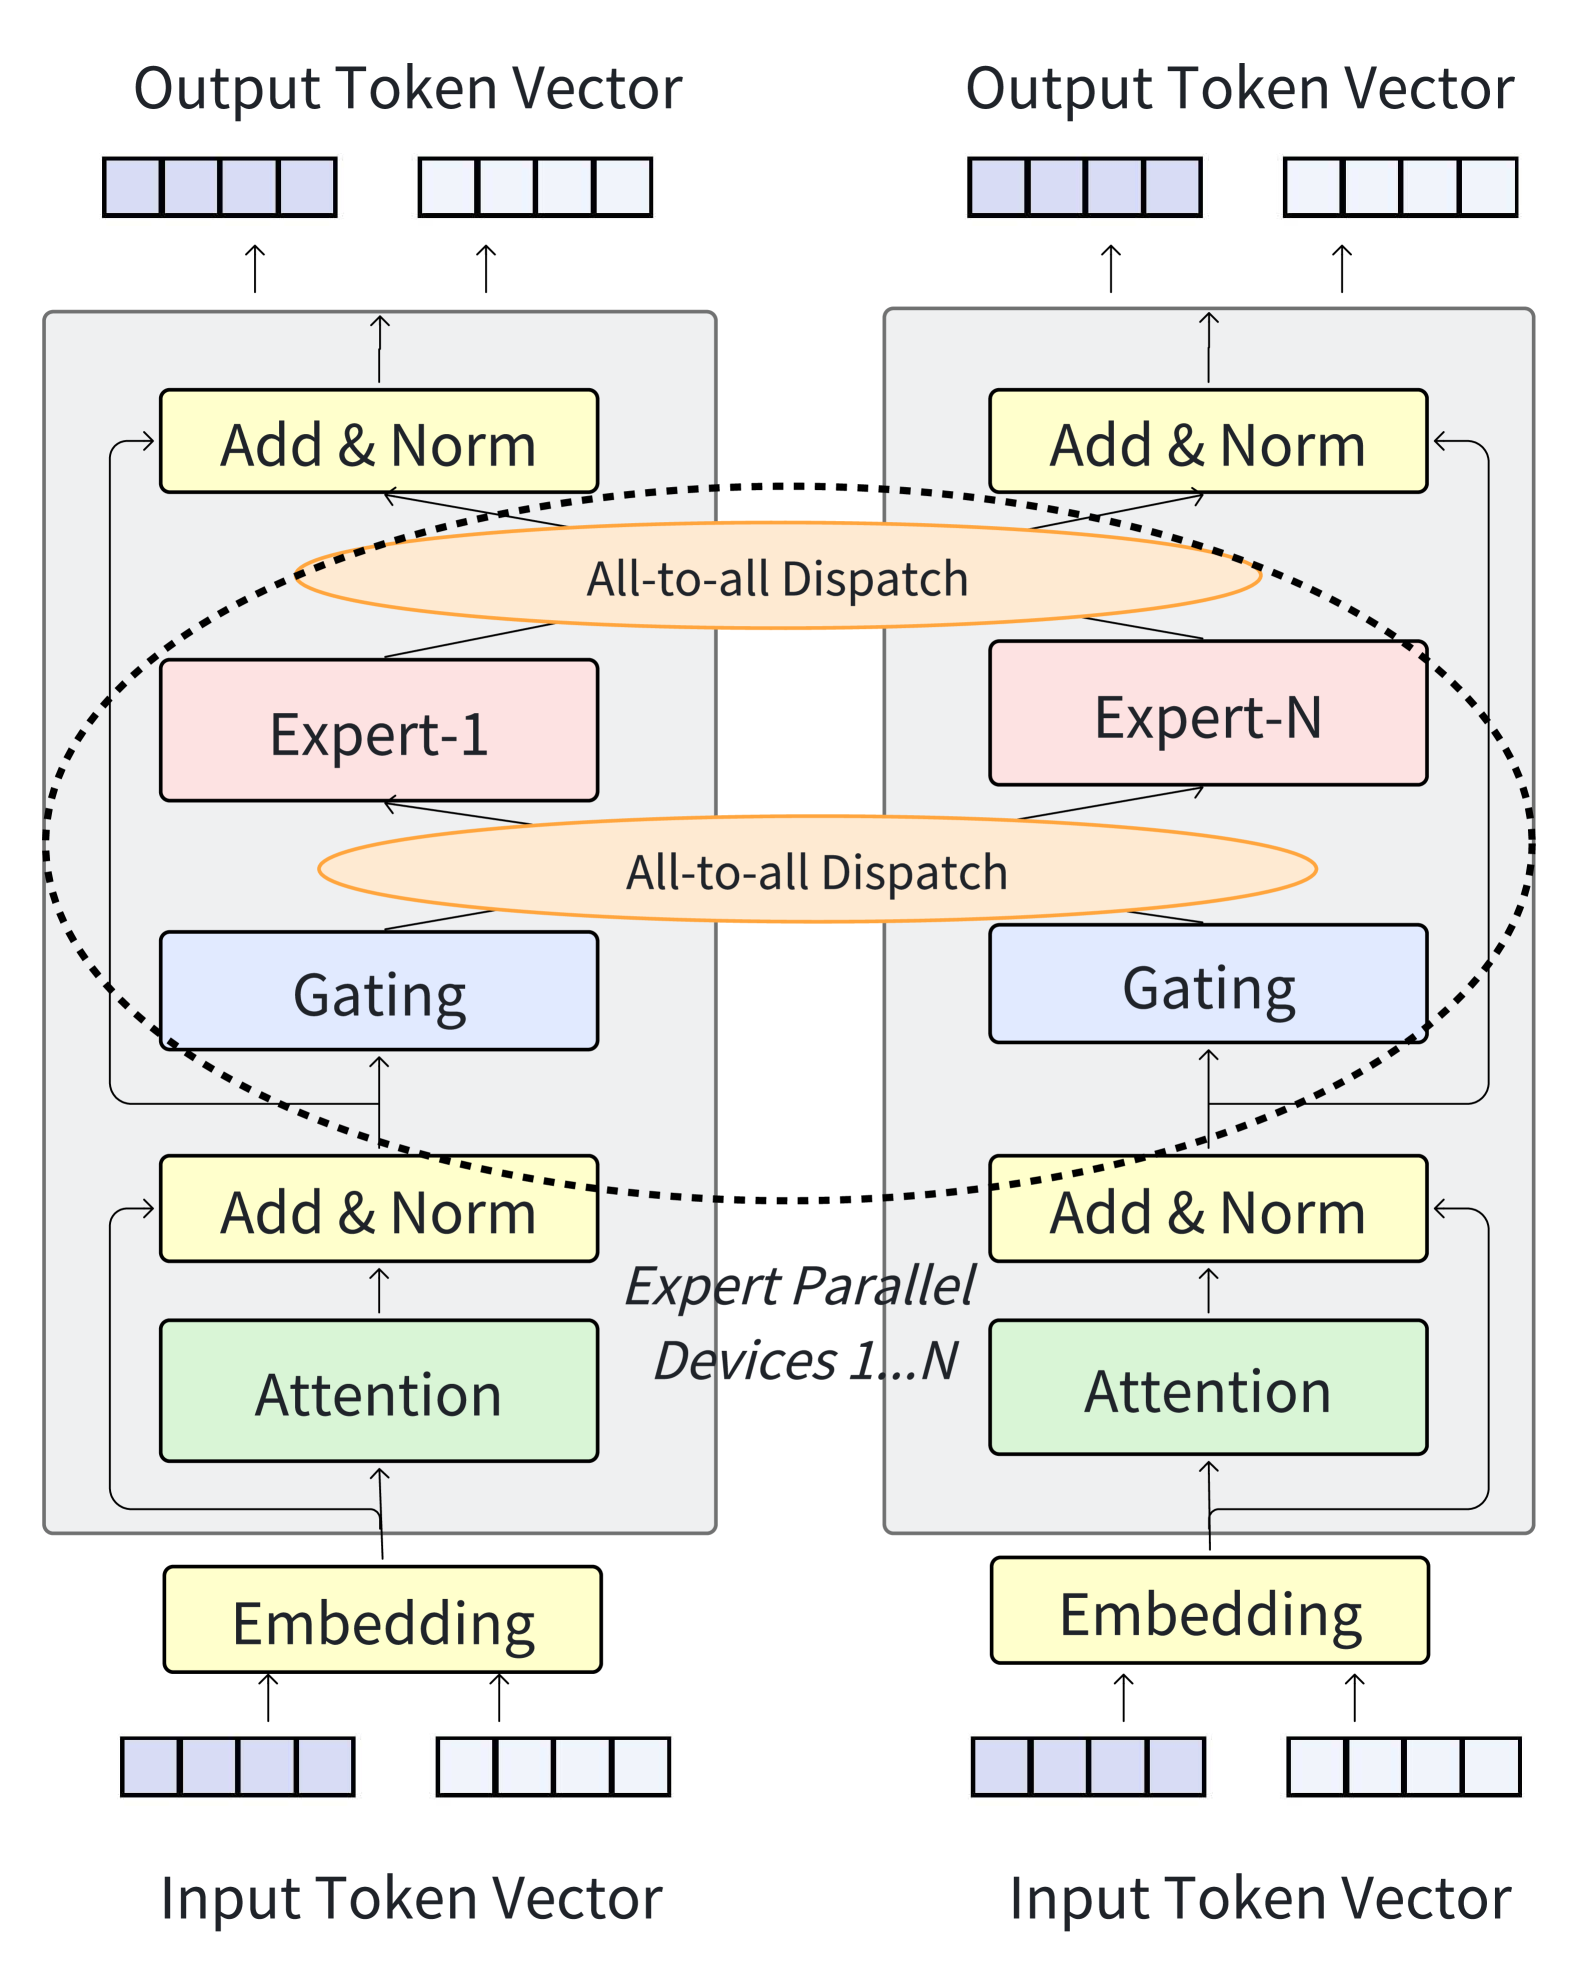 Output Token Vector
Output Token Vector
Add & Norm
Add & Norm
All-to-all Dispatch
Expert-1
Expert-N
All-to-all Dispatch
Gating
Gating
Add & Norm
Add & Norm
Expert Parallel
Devices 1...N
Attention
Attention
Embedding
Embedding
Input Token Vector
Input Token Vector